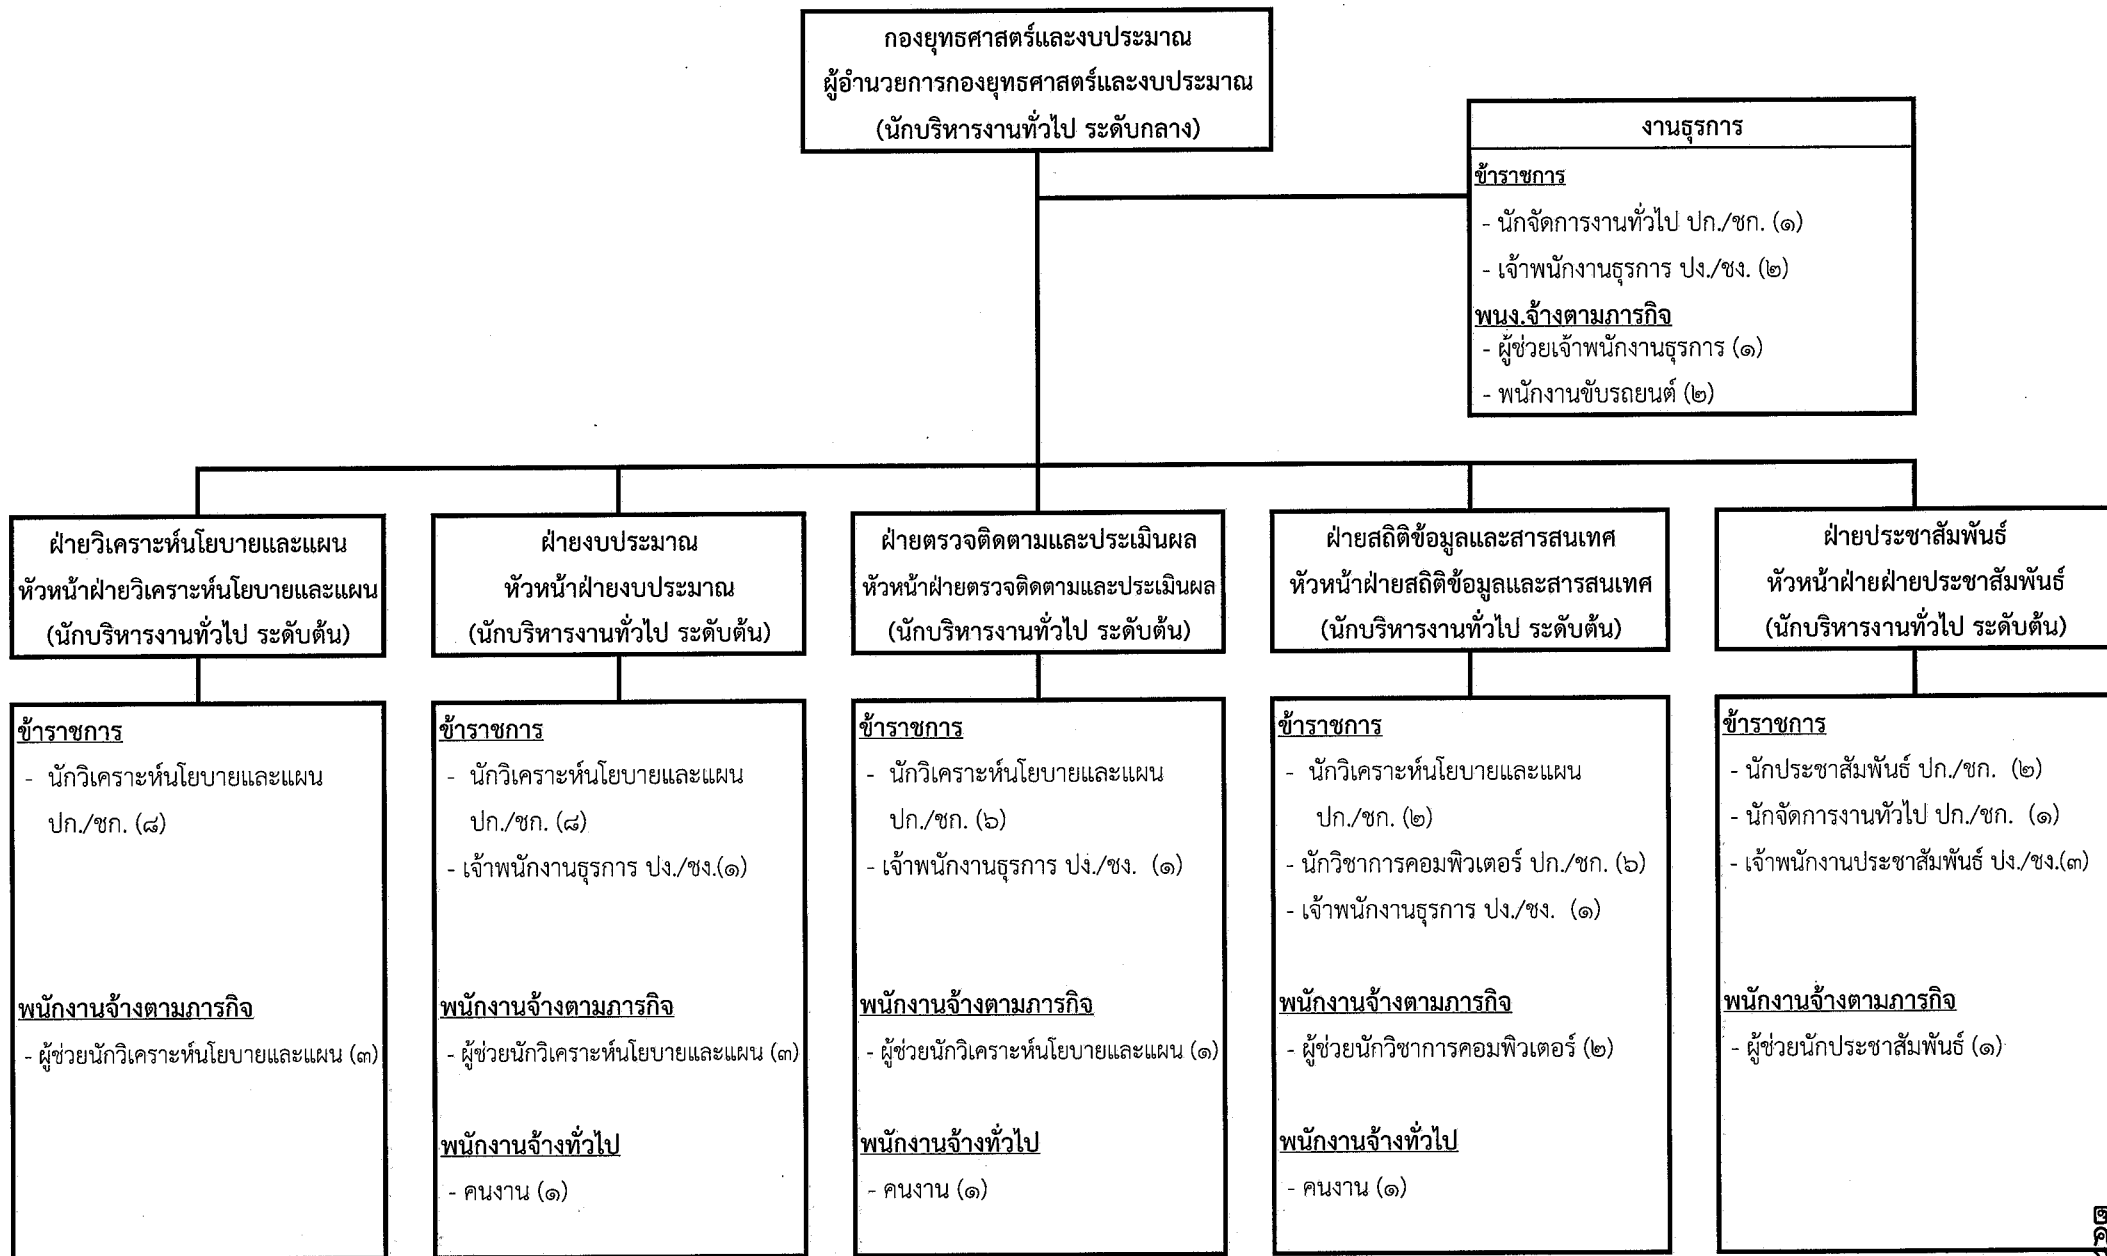 กองยุทธศาสตร์และงบประมาณ
ผู้อำนวยการกองยุทธศาสตร์และงบประมาณ
(นักบริหารงานทั่วไป ระดับกลาง)
งานธุรการ
ข้าราชการ
- นักจัดการงานทั่วไป ปก./ชก. (๑)
- เจ้าพนักงานธุรการ ปง./ชง. (๒)
พนง.จ้างตามภารกิจ
- ผู้ช่วยเจ้าพนักงานธุรการ (๑)
- พนักงานขับรถยนต์ (๒)
ฝ่ายวิเคราะห์นโยบายและแผน
หัวหน้าฝ่ายวิเคราะห์นโยบายและแผน
(นักบริหารงานทั่วไป ระดับต้น)
ข้าราชการ
- นักวิเคราะห์นโยบายและแผน
ปก./ชก. (๘)
พนักงานจ้างตามภารกิจ
- ผู้ช่วยนักวิเคราะห์นโยบายและแผน (๓)
ฝ่ายงบประมาณ
หัวหน้าฝ่ายงบประมาณ
(นักบริหารงานทั่วไป ระดับต้น)
ข้าราชการ
- นักวิเคราะห์นโยบายและแผน
ปก./ชก. (๘)
- เจ้าพนักงานธุรการ ปง./ชง.(๑)
พนักงานจ้างตามภารกิจ
- ผู้ช่วยนักวิเคราะห์นโยบายและแผน (๓)
พนักงานจ้างทั่วไป
- คนงาน (๑)
ฝ่ายตรวจติดตามและประเมินผล
หัวหน้าฝ่ายตรวจติดตามและประเมินผล
(นักบริหารงานทั่วไป ระดับต้น)
ข้าราชการ
- นักวิเคราะห์นโยบายและแผน
ปก./ชก. (๖)
- เจ้าพนักงานธุรการ ปง./ชง. (๑)
พนักงานจ้างตามภารกิจ
- ผู้ช่วยนักวิเคราะห์นโยบายและแผน (๑)
พนักงานจ้างทั่วไป
- คนงาน (๑)
ฝ่ายสถิติข้อมูลและสารสนเทศ
หัวหน้าฝ่ายสถิติข้อมูลและสารสนเทศ
(นักบริหารงานทั่วไป ระดับต้น)
ข้าราชการ
- นักวิเคราะห์นโยบายและแผน
ปก./ชก. (๒)
- นักวิชาการคอมพิวเตอร์ ปก./ชก. (๖)
- เจ้าพนักงานธุรการ ปง./ชง. (๑)
พนักงานจ้างตามภารกิจ
- ผู้ช่วยนักวิชาการคอมพิวเตอร์ (๒)
พนักงานจ้างทั่วไป
- คนงาน (๑)
ฝ่ายประชาสัมพันธ์
หัวหน้าฝ่ายฝ่ายประชาสัมพันธ์
(นักบริหารงานทั่วไป ระดับต้น)
ข้าราชการ
- นักประชาสัมพันธ์ ปก./ชก. (๒)
- นักจัดการงานทั่วไป ปก./ชก. (๑)
- เจ้าพนักงานประชาสัมพันธ์ ปง./ชง.(๓)
พนักงานจ้างตามภารกิจ
- ผู้ช่วยนักประชาสัมพันธ์ (๑)